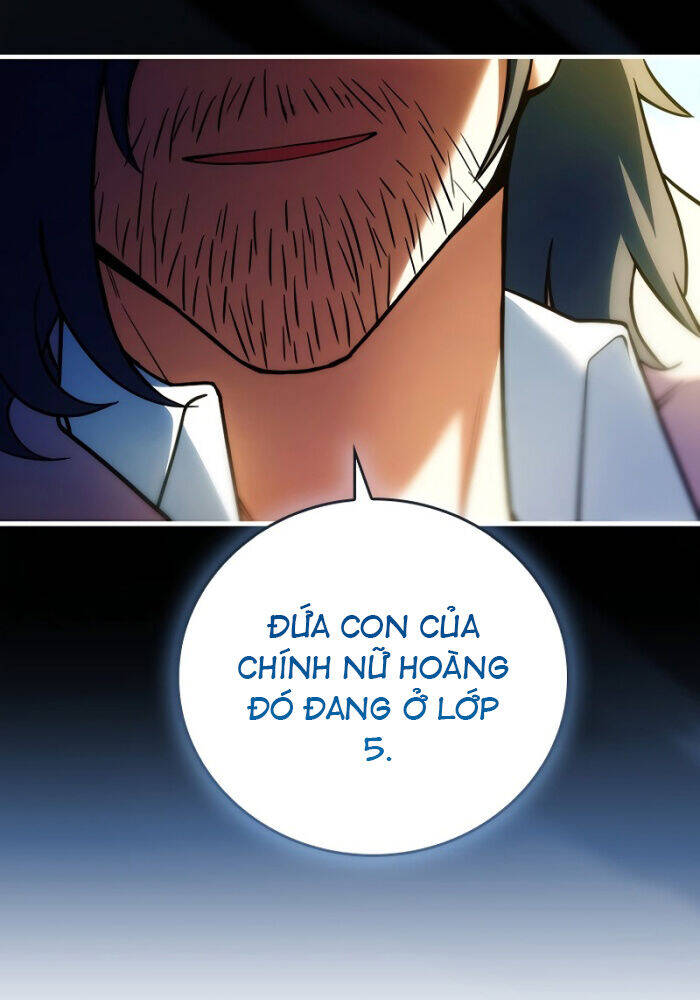 ĐỨA CON CỦA
CHÍNH NỮ HOÀNG
ĐÓ ĐANG Ở LỚP
5.